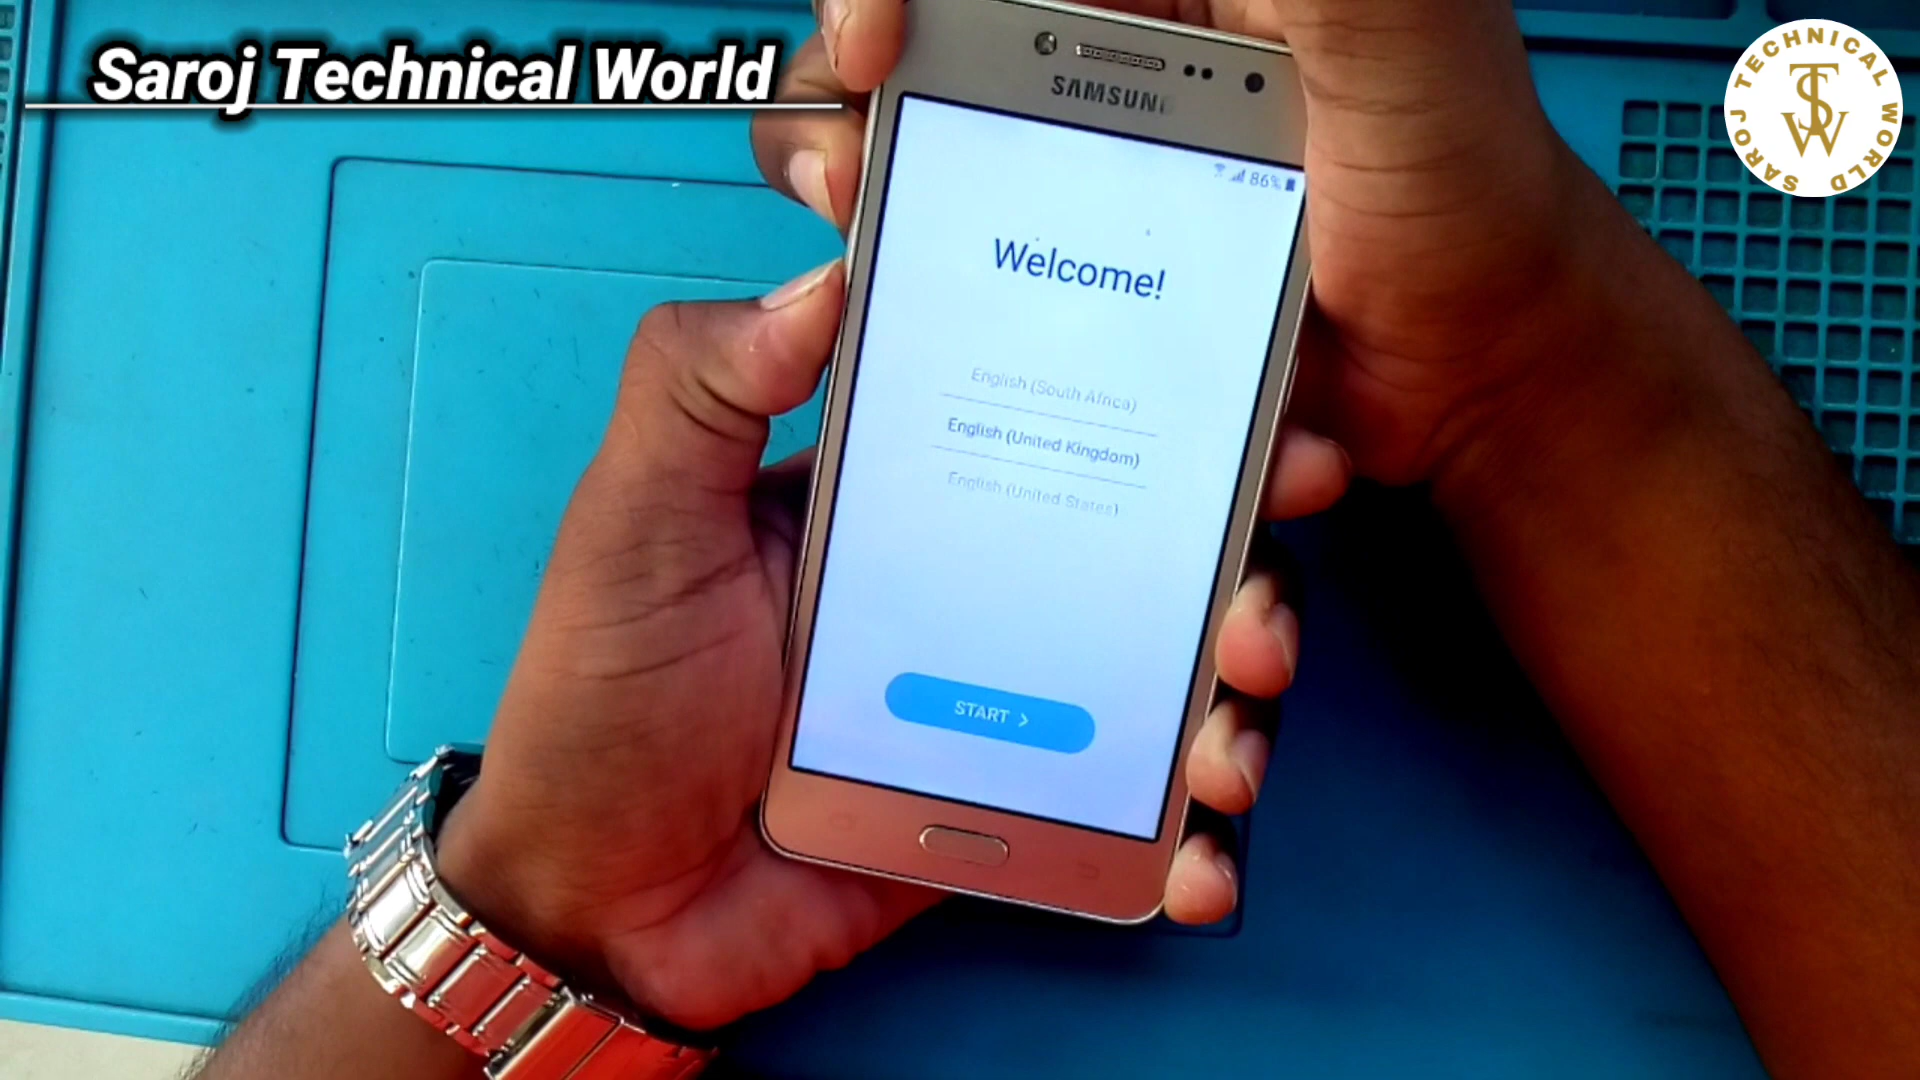 Saroj Technical World
SAROJ TECHNICAL WORLD
STW
SAMSUNG
86%
Welcome!
English (South Africa)
English (United Kingdom)
English (United States)
START >